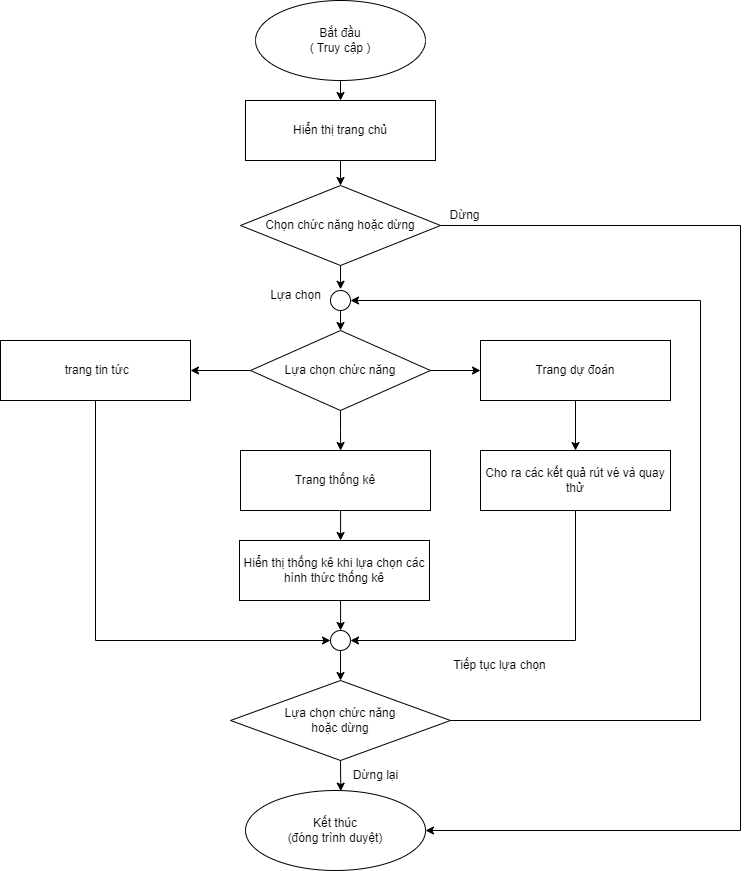 Bắt đầu
( Truy cập )
Hiển thị trang chủ
Chọn chức năng hoặc dừng
Dừng
Lựa chọn
trang tin tức
Lựa chọn chức năng
Trang dự đoán
Trang thống kê
Cho ra các kết quả rút vé và quay
thử
Hiển thị thống kê khi lựa chọn các
hình thức thống kê
Tiếp tục lựa chọn
Lựa chọn chức năng
hoặc dừng
Dừng lại
Kết thúc
(đóng trình duyệt)